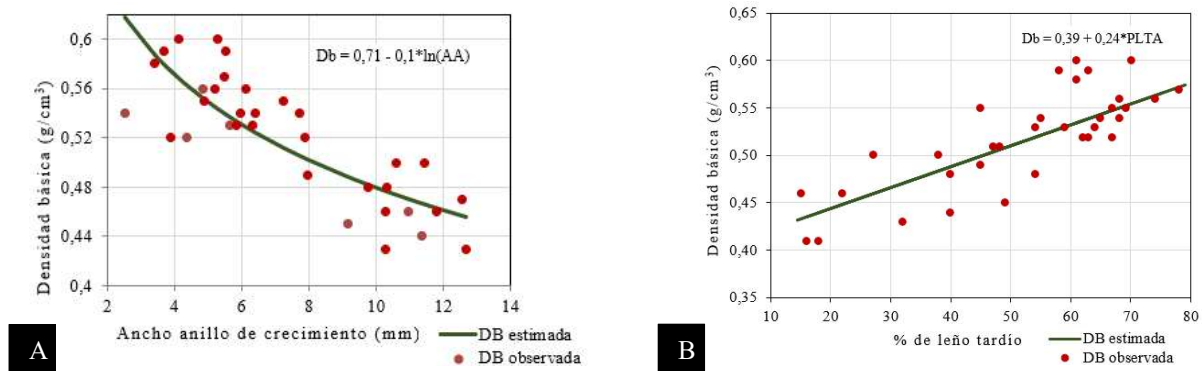 0,6
0,56
0,52
0,48
0,44
0,4
Densidad básica (g/cm³)
Db = 0,71 - 0,1*ln(AA)
2 4 6 8 10 12 14
Ancho anillo de crecimiento (mm)
DB estimada
DB observada
A
0,65
0,60
0,55
0,50
0,45
0,40
0,35
Densidad básica (g/cm³)
Db = 0,39 + 0,24*PLTA
10 20 30 40 50 60 70 80
% de leño tardío
DB estimada
DB observada
B